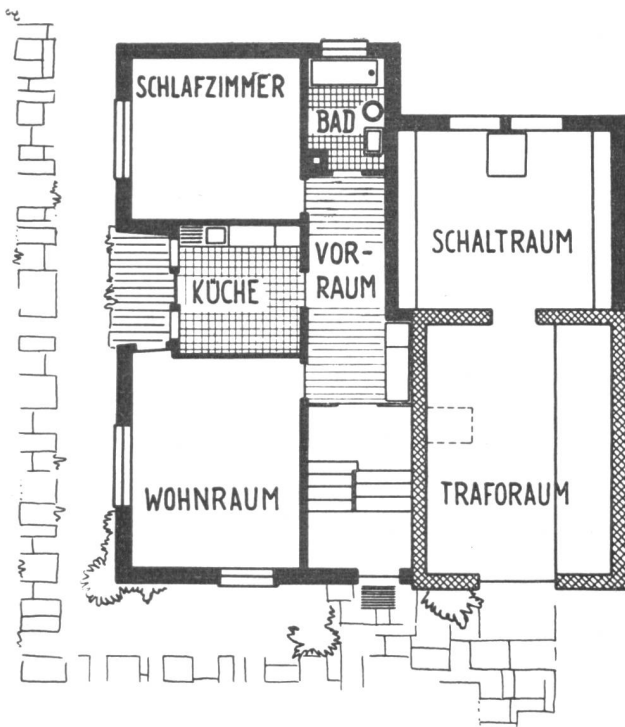 SCHLAFZIMMER
BAD
SCHALTRAUM
VOR-
RAUM
KÜCHE
WOHNRAUM
TRAFORAUM